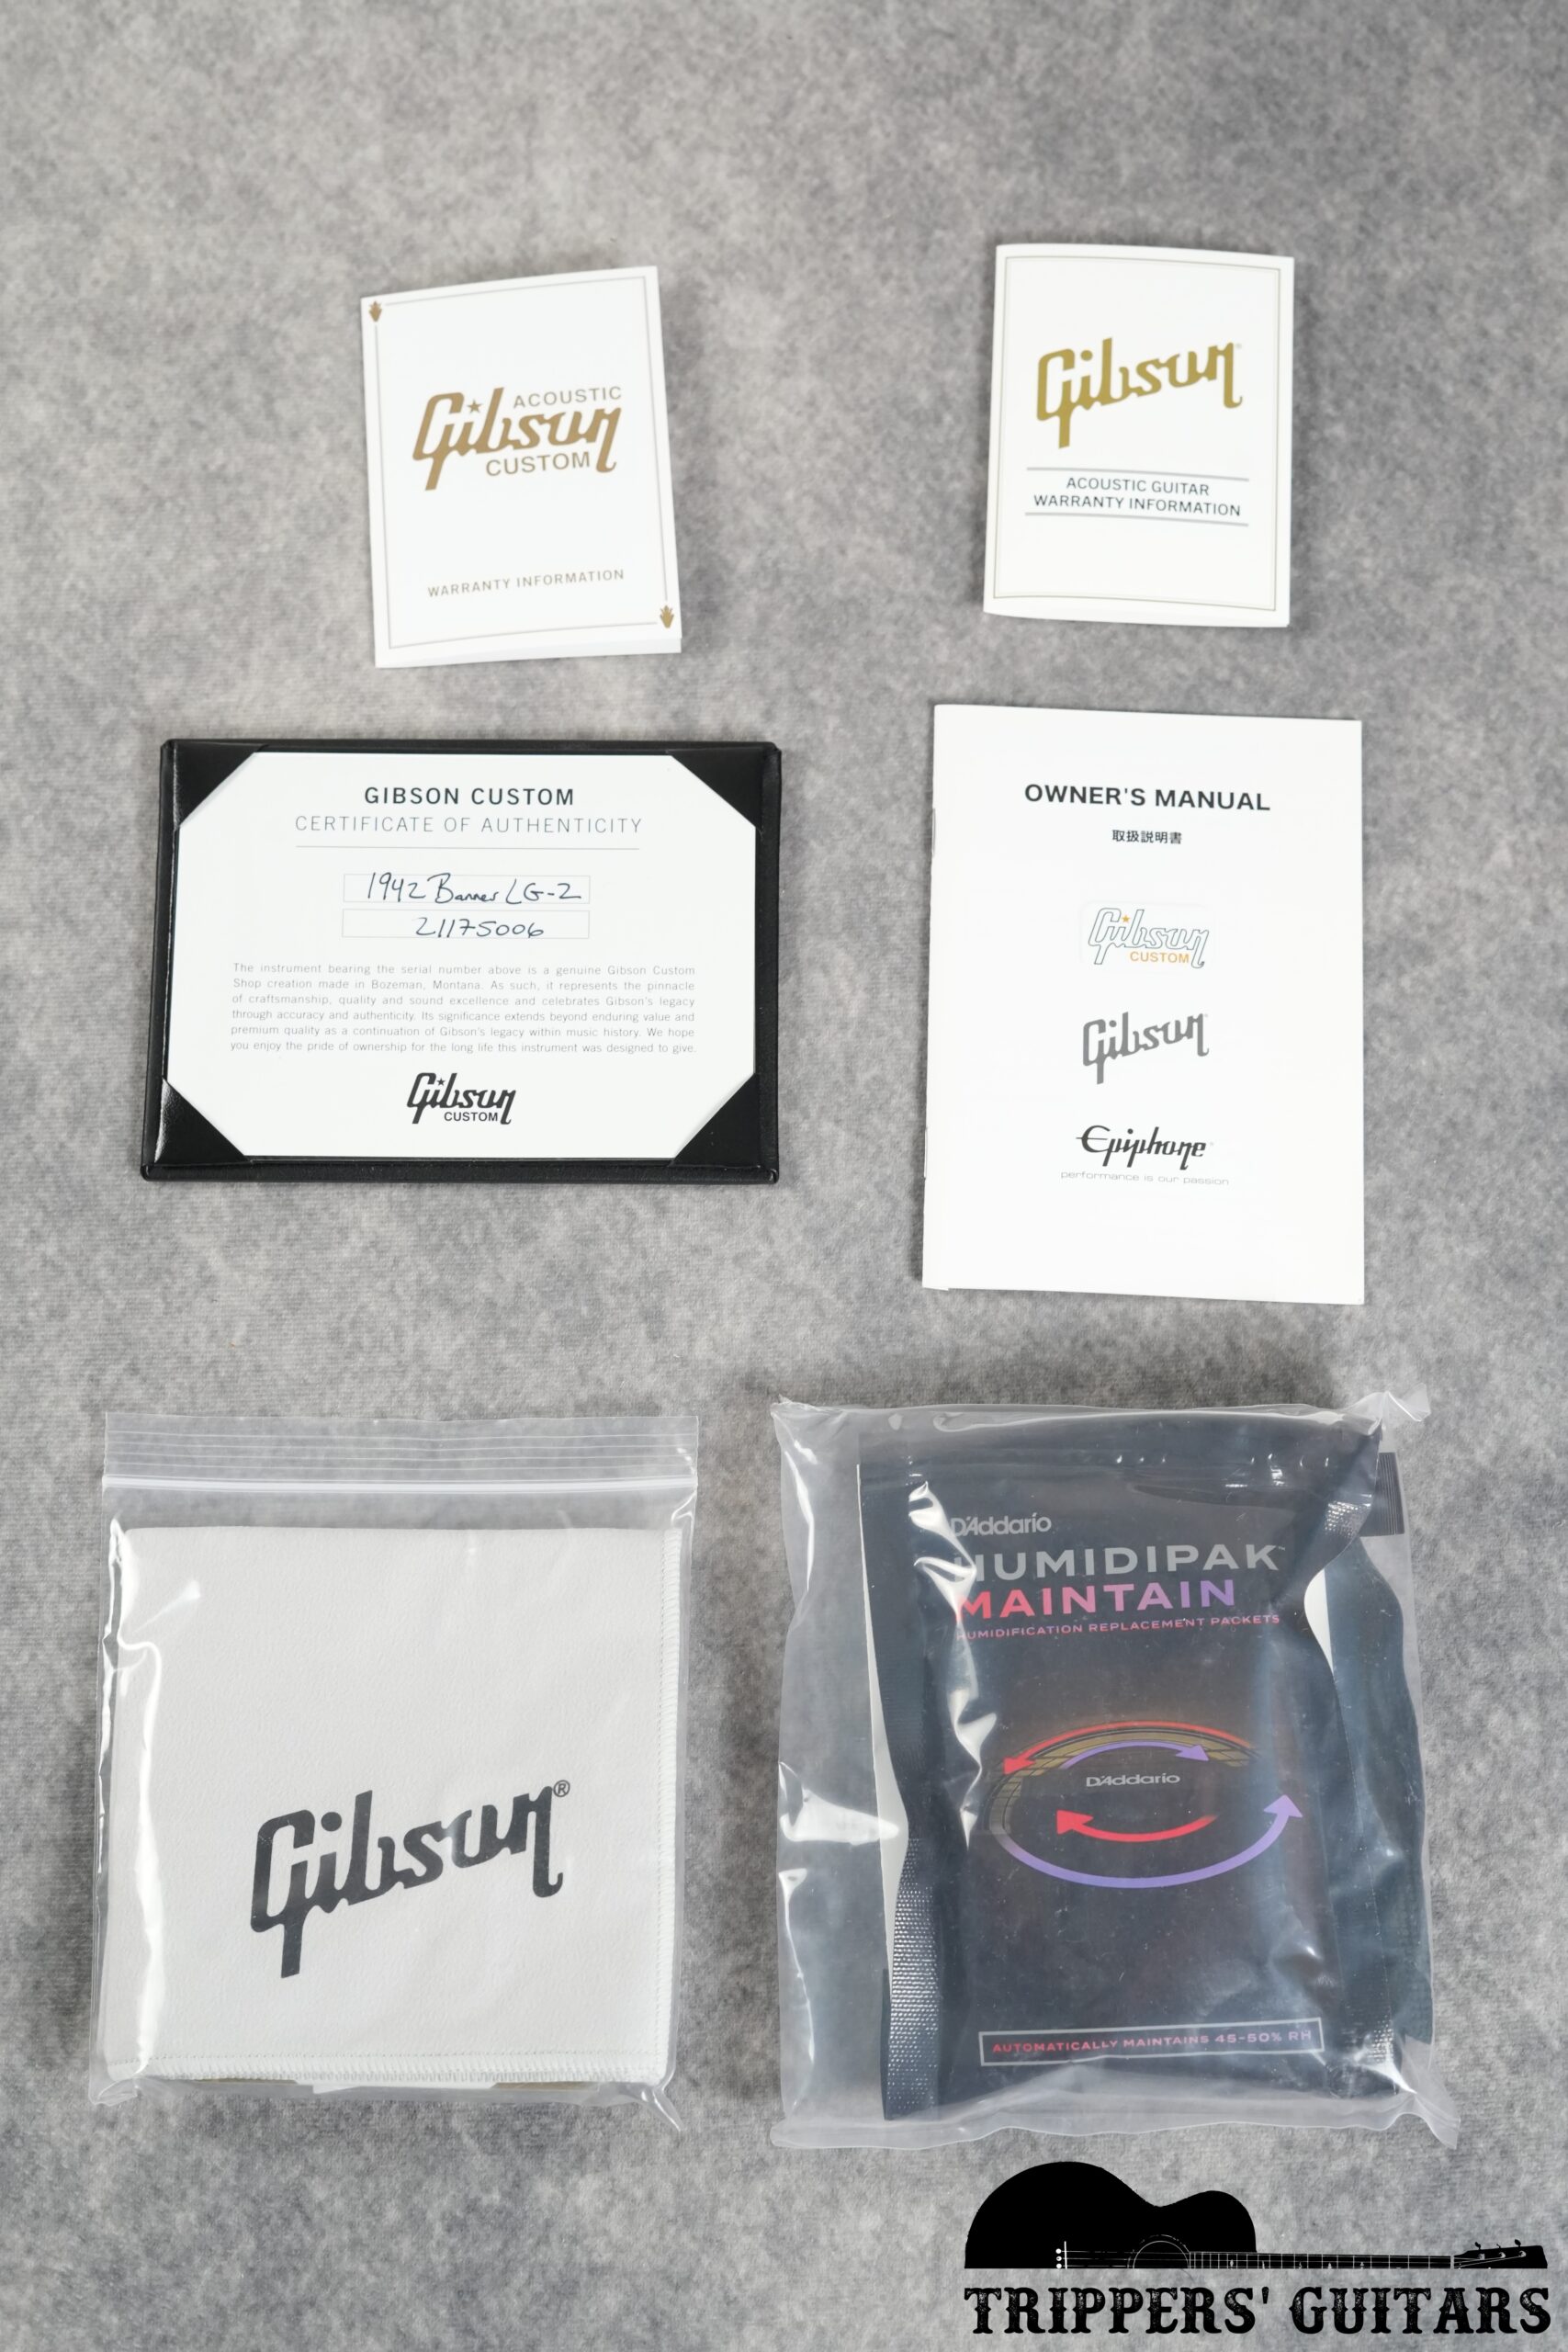 ACOUSTIC
Gibson
CUSTOM
WARRANTY INFORMATION
Gibson
ACOUSTIC GUITAR
WARRANTY INFORMATION
GIBSON CUSTOM
CERTIFICATE OF AUTHENTICITY
1942 Banner LG-2
21175006
The instrument bearing the serial number above is a genuine Gibson Custom
Shop creation made in Bozeman, Montana. As such, it represents the pinnacle
of craftsmanship, quality and sound excellence and celebrates Gibson's legacy
through accuracy and authenticity. Its significance extends beyond enduring value and
premium quality as a continuation of Gibson's legacy within music history. We hope
you enjoy the pride of ownership for the long life this instrument was designed to give.
Gibson
CUSTOM
OWNER'S MANUAL
取扱説明書
Gibson
CUSTOM
Gibson
Epiphone
performance is our passion
Gibson®
D'Addario
HUMIDIPAK™
MAINTAIN
HUMIDIFICATION REPLACEMENT PACKETS
D'Addario
AUTOMATICALLY MAINTAINS 45-50% RH
TRIPPERS' GUITARS